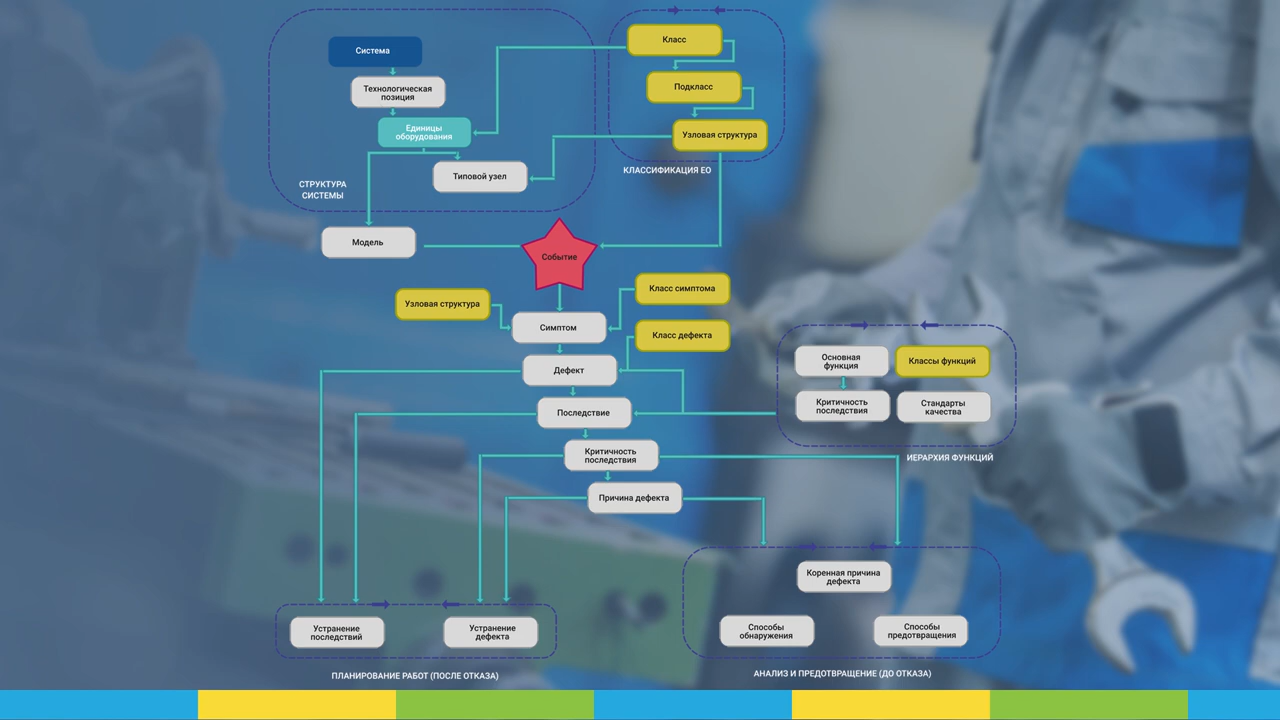 Система
Технологическая
позиция
Единицы
оборудования
Типовой узел
СТРУКТУРА
СИСТЕМЫ
Модель
Класс
Подкласс
Узловая структура
КЛАССИФИКАЦИЯ ЕО
Событие
Узловая структура
Класс симптома
Симптом
Класс дефекта
Дефект
Последствие
Критичность
последствия
Причина дефекта
Основная
функция
Классы функций
Критичность
последствия
Стандарты
качества
ИЕРАРХИЯ ФУНКЦИЙ
Устранение
последствий
Устранение
дефекта
ПЛАНИРОВАНИЕ РАБОТ (ПОСЛЕ ОТКАЗА)
Коренная причина
дефекта
Способы
обнаружения
Способы
предотвращения
АНАЛИЗ И ПРЕДОТВРАЩЕНИЕ (ДО ОТКАЗА)